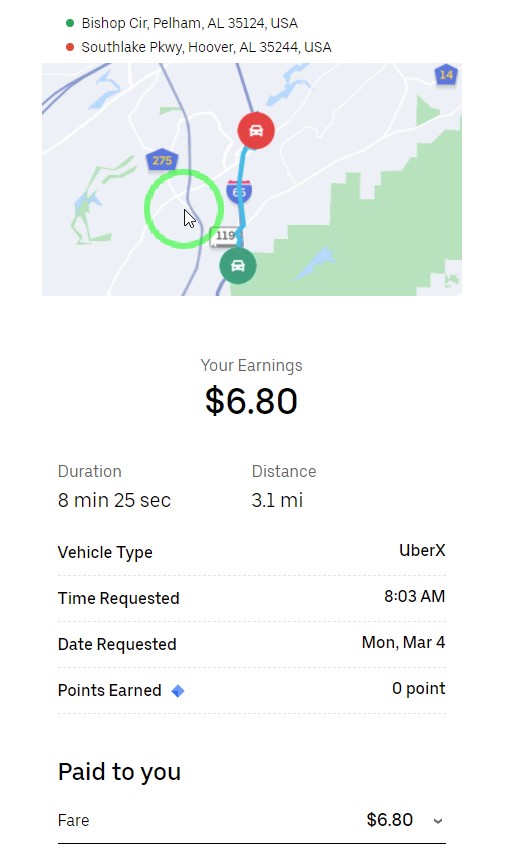 Bishop Cir, Pelham, AL 35124, USA
Southlake Pkwy, Hoover, AL 35244, USA
14
275
65
119
Your Earnings
$6.80
Duration Distance
8 min 25 sec 3.1 mi
Vehicle Type UberX
Time Requested 8:03 AM
Date Requested Mon, Mar 4
Points Earned 0 point
Paid to you
Fare $6.80